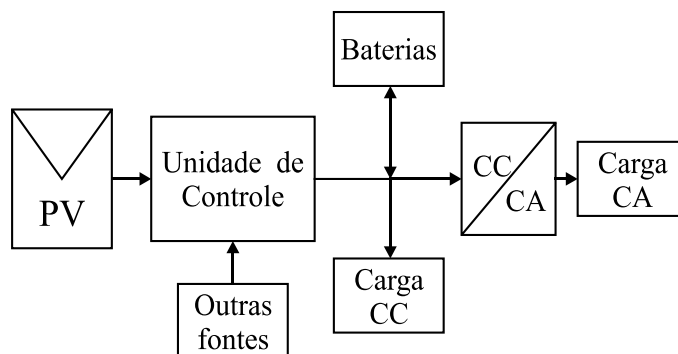 Baterias
PV
Unidade de
Controle
CC
CA
Carga
CA
Outras
fontes
Carga
CC